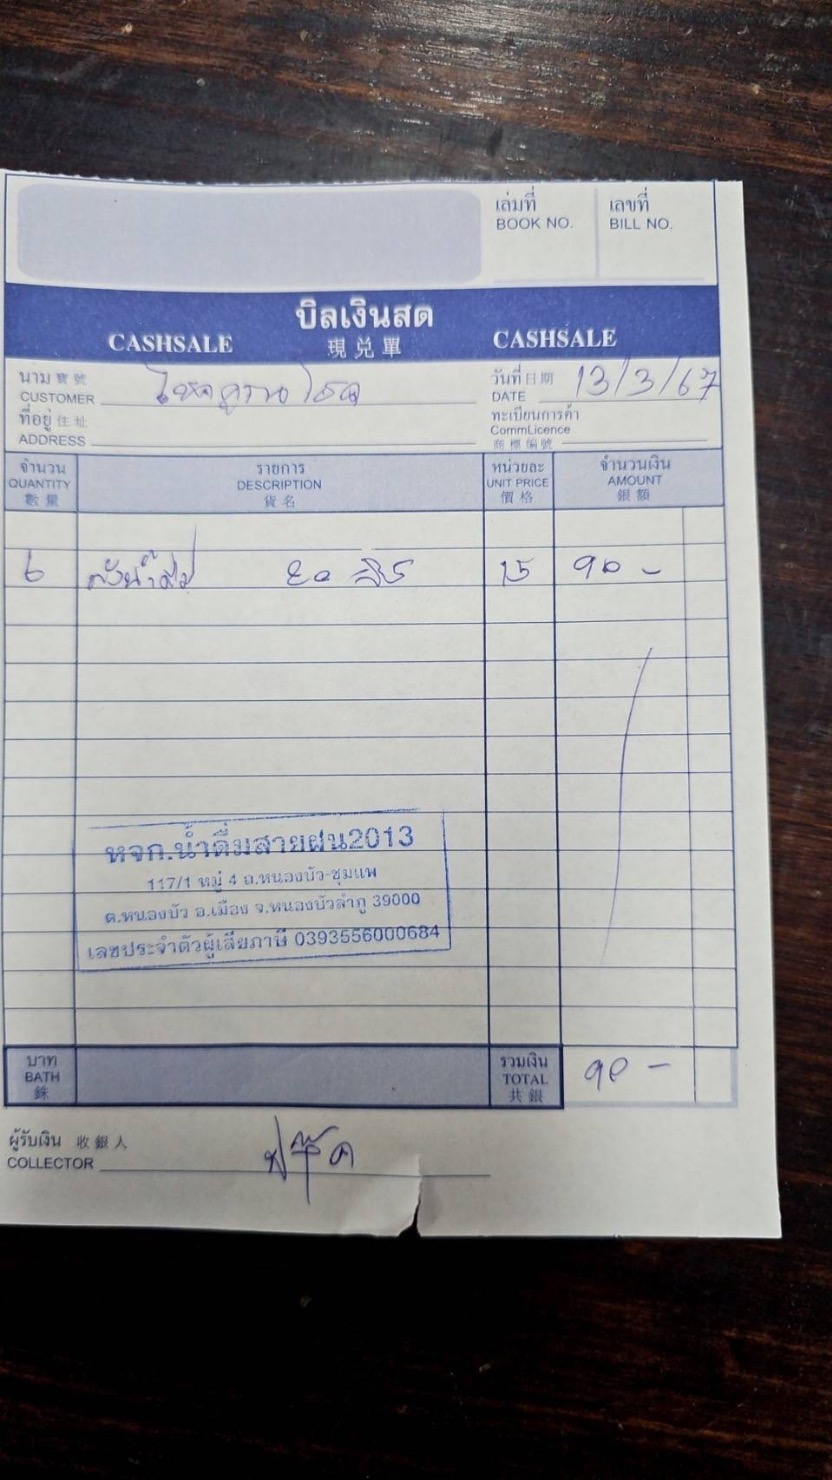 เล่มที่ เลขที่
BOOK NO. BILL NO.
บิลเงินสด
CASHSALE 現兑單 CASHSALE
นาม寳號 วันที่日期 13/3/67
CUSTOMER DATE
ที่อยู่住址 ทะเบียนการค้า
ADDRESS CommLicence
商標編號
จำนวน รายการ หน่วยละ จำนวนเงิน
QUANTITY DESCRIPTION UNIT PRICE AMOUNT
數量 貨名 價格 銀額
6 15 90 -
หจก.น้ำดื่มสายฝน2013
117/1 หมู่ 4 ถ.หนองบัว-ชุมแพ
ต.หนองบัว อ.เมือง จ.หนองบัวลำภู 39000
เลขประจำตัวผู้เสียภาษี 0393556000684
บาท รวมเงิน
BATH TOTAL 90 -
銖 共銀
ผู้รับเงิน 收銀人
COLLECTOR